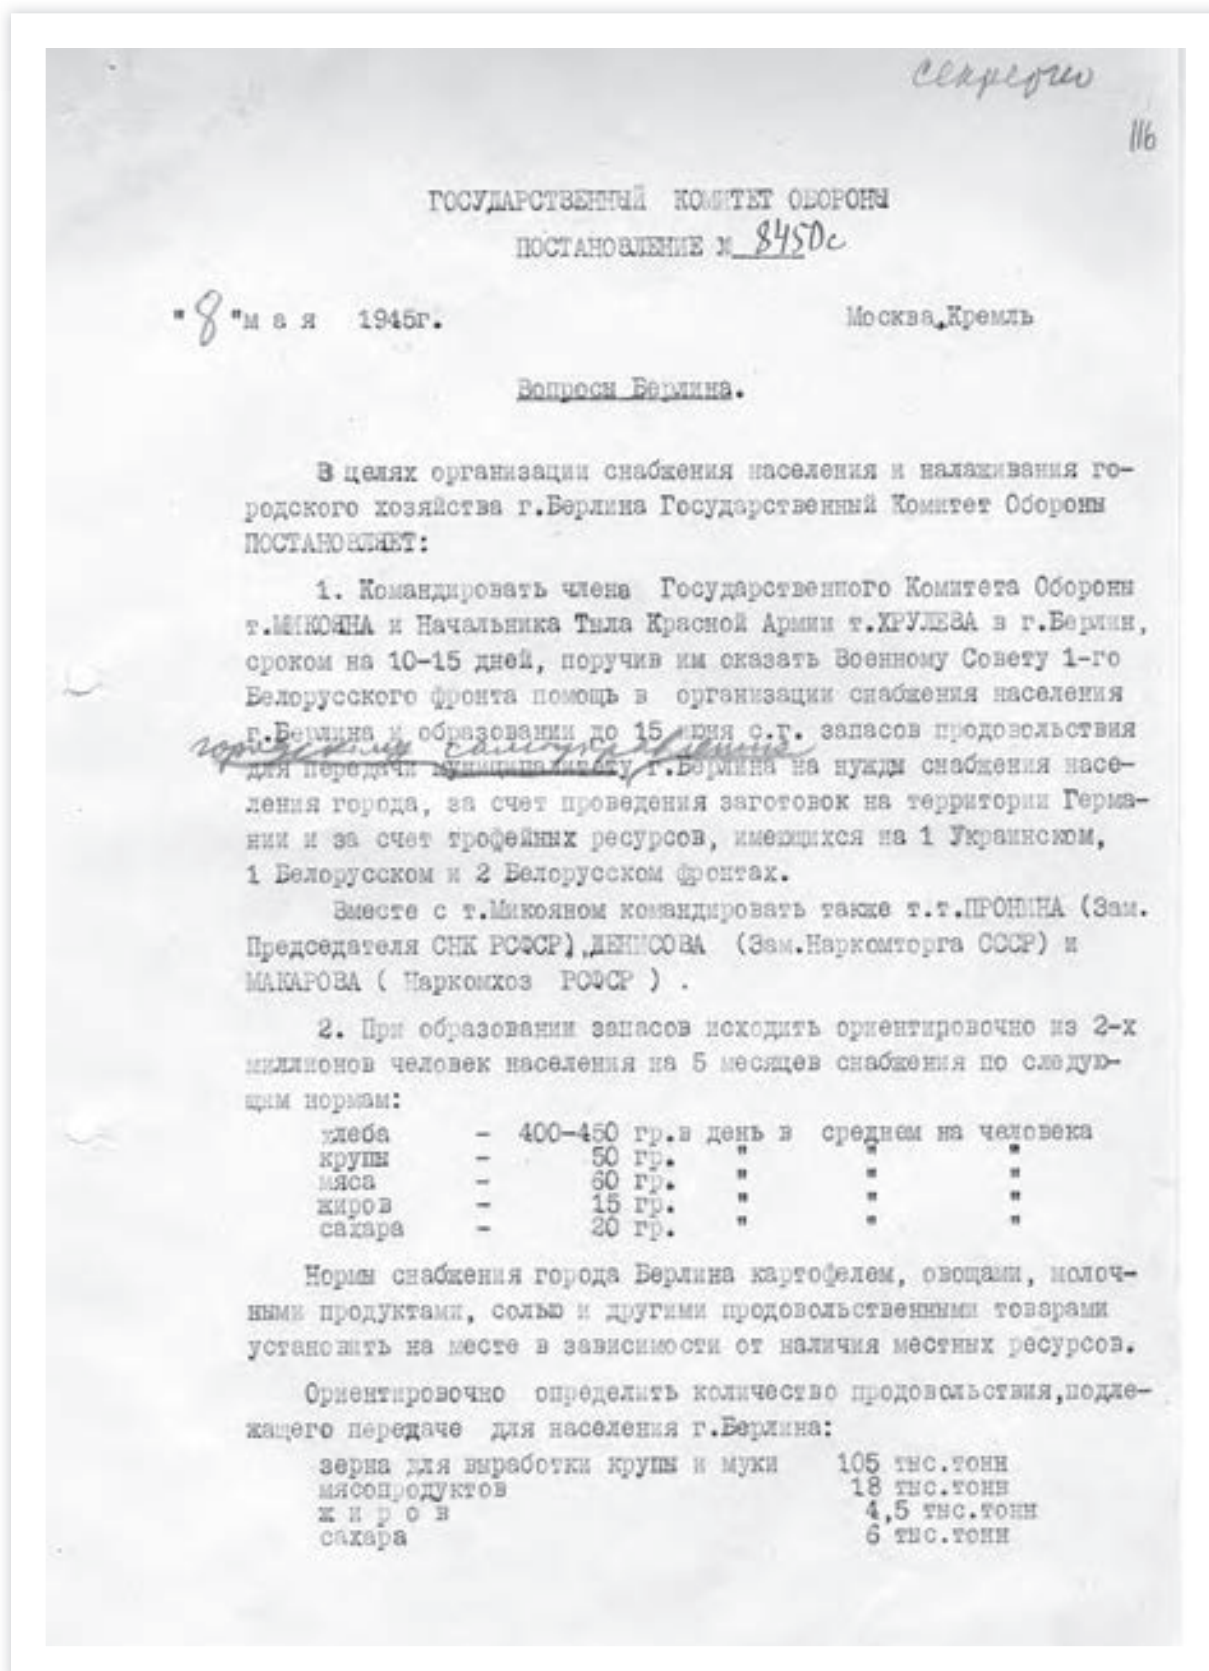 секретно
116
ГОСУДАРСТВЕННЫЙ КОМИТЕТ ОБОРОНЫ
ПОСТАНОВЛЕНИЕ № 8450с
"8" мая 1945г. Москва, Кремль
Вопросы Берлина.
В целях организации снабжения населения и налаживания го-
родского хозяйства г.Берлина Государственный Комитет Обороны
ПОСТАНОВЛЯЕТ:
1. Командировать члена Государственного Комитета Обороны
т.МИКОЯНА и Начальника Тыла Красной Армии т.ХРУЛЕВА в г.Берлин,
сроком на 10-15 дней, поручив им оказать Военному Совету 1-го
Белорусского фронта помощь в организации снабжения населения
г.Берлина и образовании до 15 июня с.г. запасов продовольствия
городскому самоуправлению
для передачи муниципалитету г.Берлина на нужды снабжения насе-
ления города, за счет проведения заготовок на территории Герма-
нии и за счет трофейных ресурсов, имеющихся на 1 Украинском,
1 Белорусском и 2 Белорусском фронтах.
Вместе с т.Микояном командировать также т.т.ПРОНИНА (Зам.
Председателя СНК РСФСР), ДЕНИСОВА (Зам.Наркомторга СССР) и
МАКАРОВА ( Наркомхоз РСФСР ) .
2. При образовании запасов исходить ориентировочно из 2-х
миллионов человек населения на 5 месяцев снабжения по следую-
щим нормам:
хлеба - 400-450 гр.в день в среднем на человека
крупы - 50 гр. " " "
мяса - 60 гр. " " "
жиров - 15 гр. " " "
сахара - 20 гр. " " "
Нормы снабжения города Берлина картофелем, овощами, молоч-
ными продуктами, солью и другими продовольственными товарами
установить на месте в зависимости от наличия местных ресурсов.
Ориентировочно определить количество продовольствия,подле-
жащего передаче для населения г.Берлина:
зерна для выработки крупы и муки 105 тыс.тонн
мясопродуктов 18 тыс.тонн
ж и р о в 4,5 тыс.тонн
сахара 6 тыс.тонн